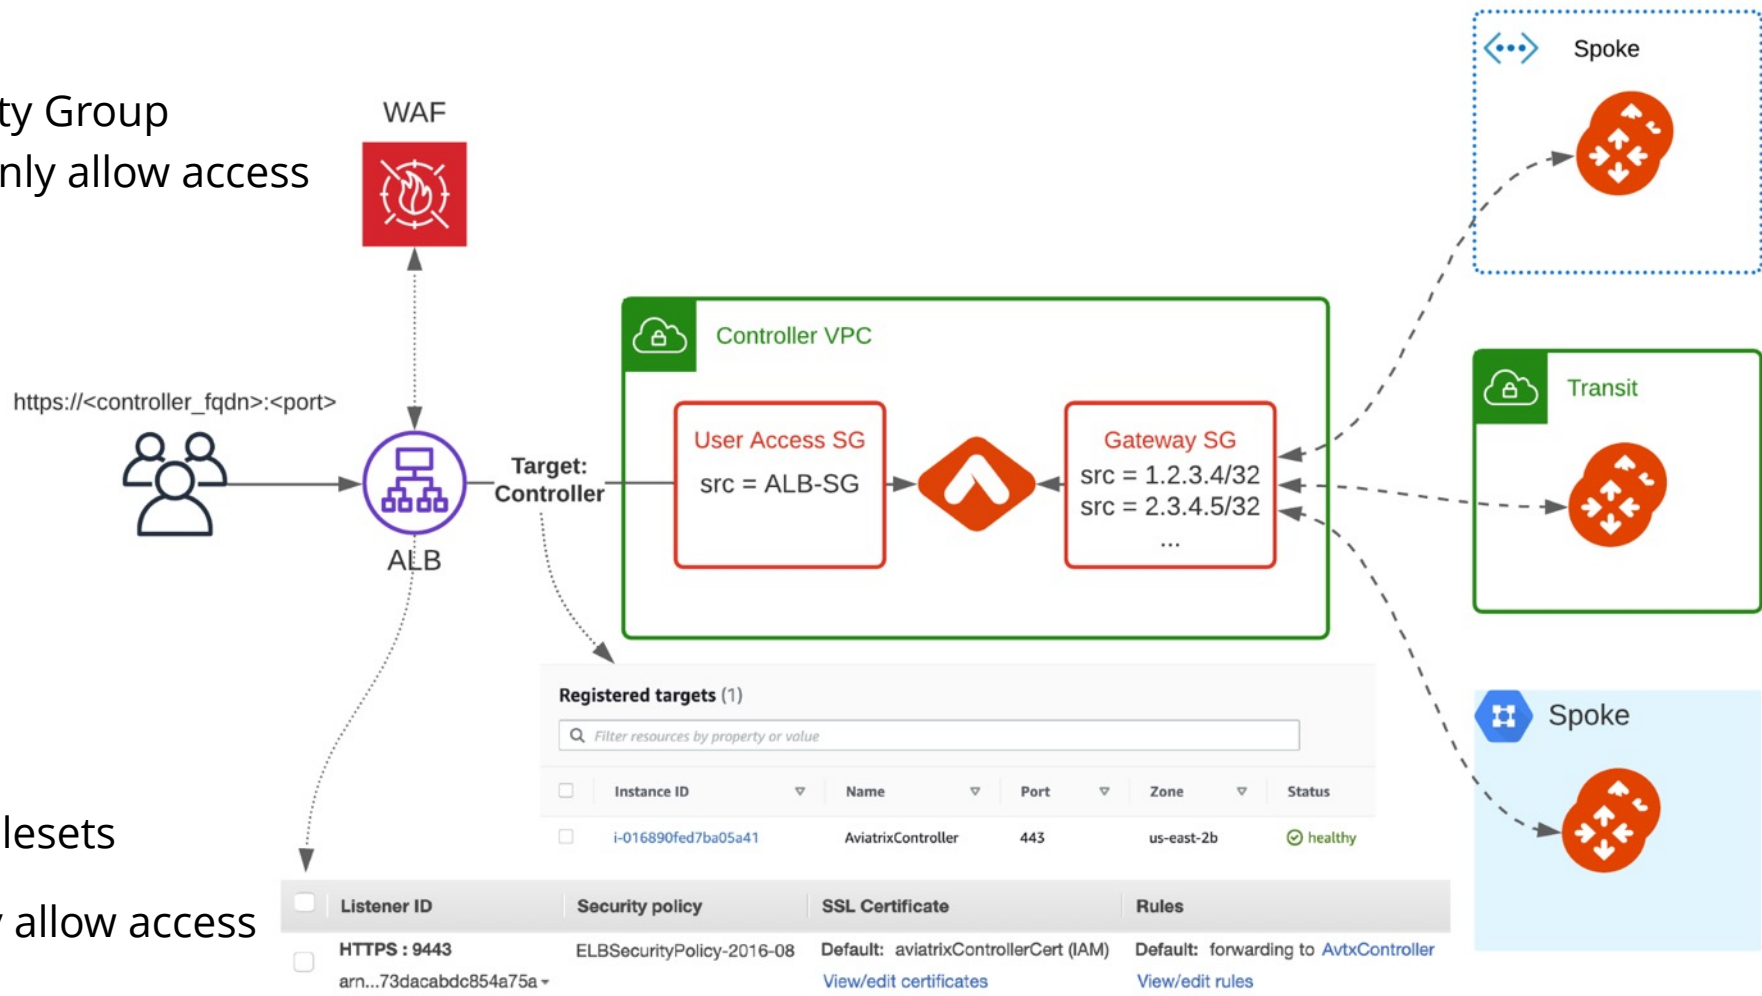 ty Group
nly allow access
WAF
Spoke
Controller VPC
Transit
https://<controller_fqdn>:<port>
User Access SG
src = ALB-SG
Gateway SG
src = 1.2.3.4/32
src = 2.3.4.5/32
...
Target:
Controller
ALB
Spoke
Registered targets (1)
Filter resources by property or value
Instance ID Name Port Zone Status
i-016890fed7ba05a41 AviatrixController 443 us-east-2b healthy
lesets
allow access
Listener ID Security policy SSL Certificate Rules
HTTPS : 9443 ELBSecurityPolicy-2016-08 Default: aviatrixControllerCert (IAM) Default: forwarding to AvtxController
arn...73dacabdc854a75a View/edit certificates View/edit rules